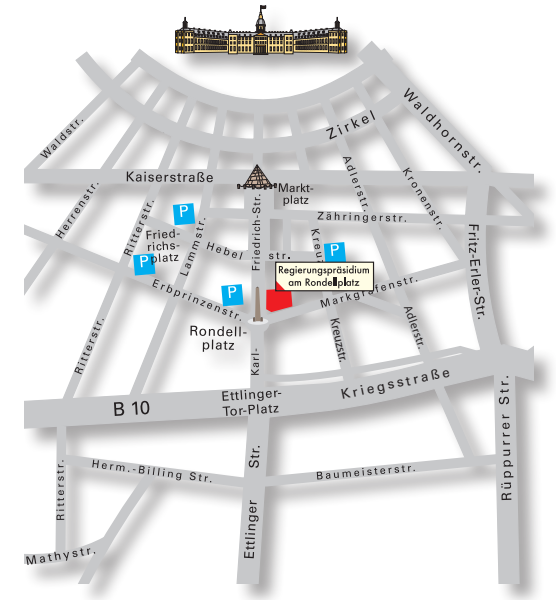 Zirkel
Waldhornstr.
Waldstr.
Kaiserstraße
Adlerstr.
Kronenstr.
Markt-
platz
Herrenstr.
Ritterstr.
P
Friedrich-Str.
Zähringerstr.
Fried-
richs-
platz
Lammstr.
Hebel str.
Kreuz
P
Fritz-Erler-Str.
P
Regierungspräsidium
am Rondellplatz
Erbprinzenstr.
P
Markgrafenstr.
Rondell-
platz
Kreuzstr.
Adlerstr.
Ritterstr.
Karl-
Kriegsstraße
B 10
Ettlinger-
Tor-Platz
Rüppurrer Str.
Herm.-Billing Str.
Baumeisterstr.
Ritterstr.
Ettlinger Str.
Mathystr.